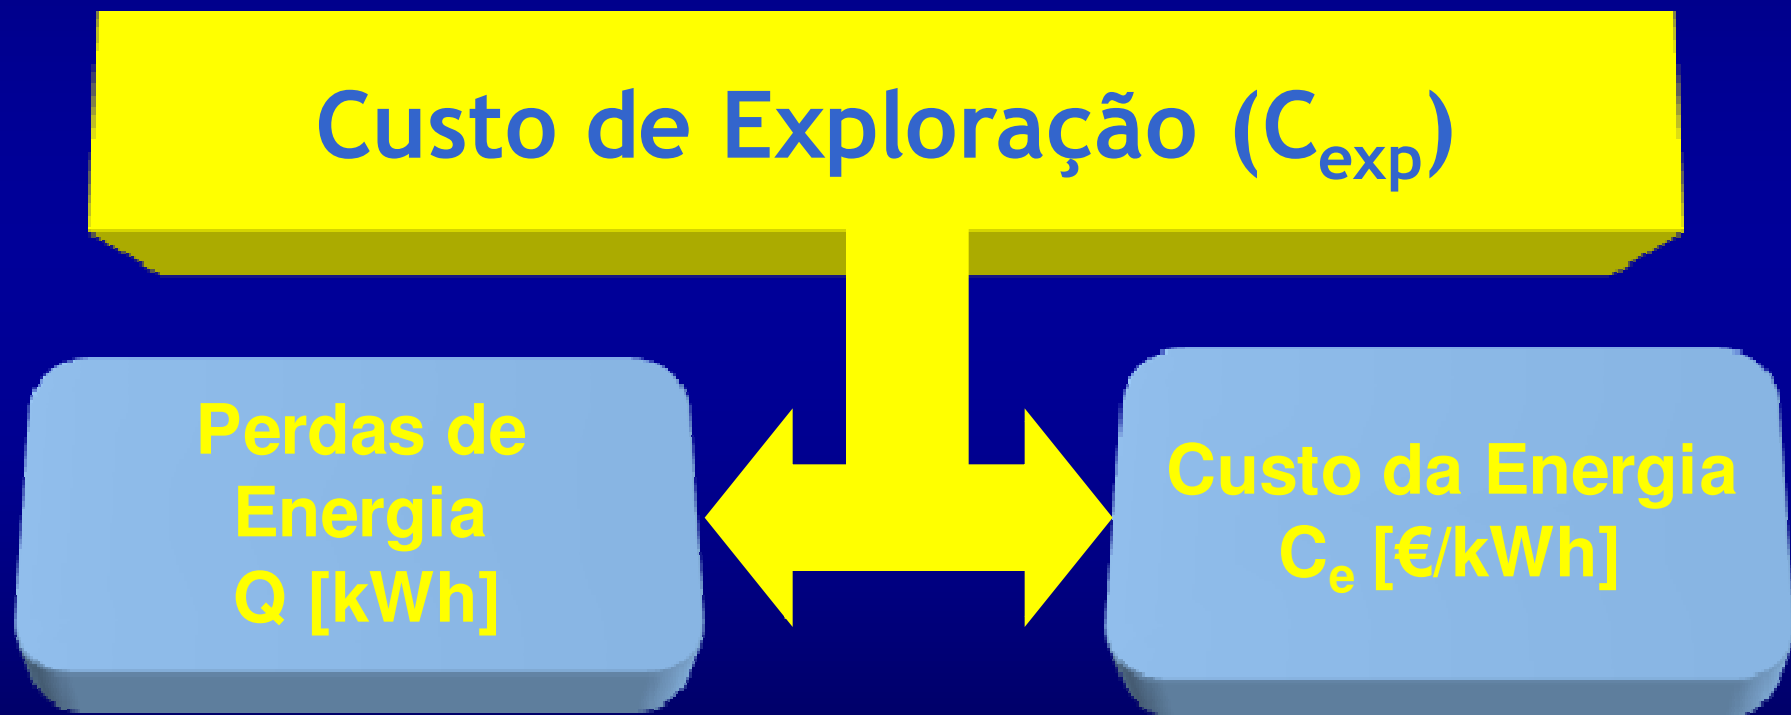 Custo de Exploração (Cexp)
Perdas de
Energia
Q [kWh]
Custo da Energia
Ce [€/kWh]